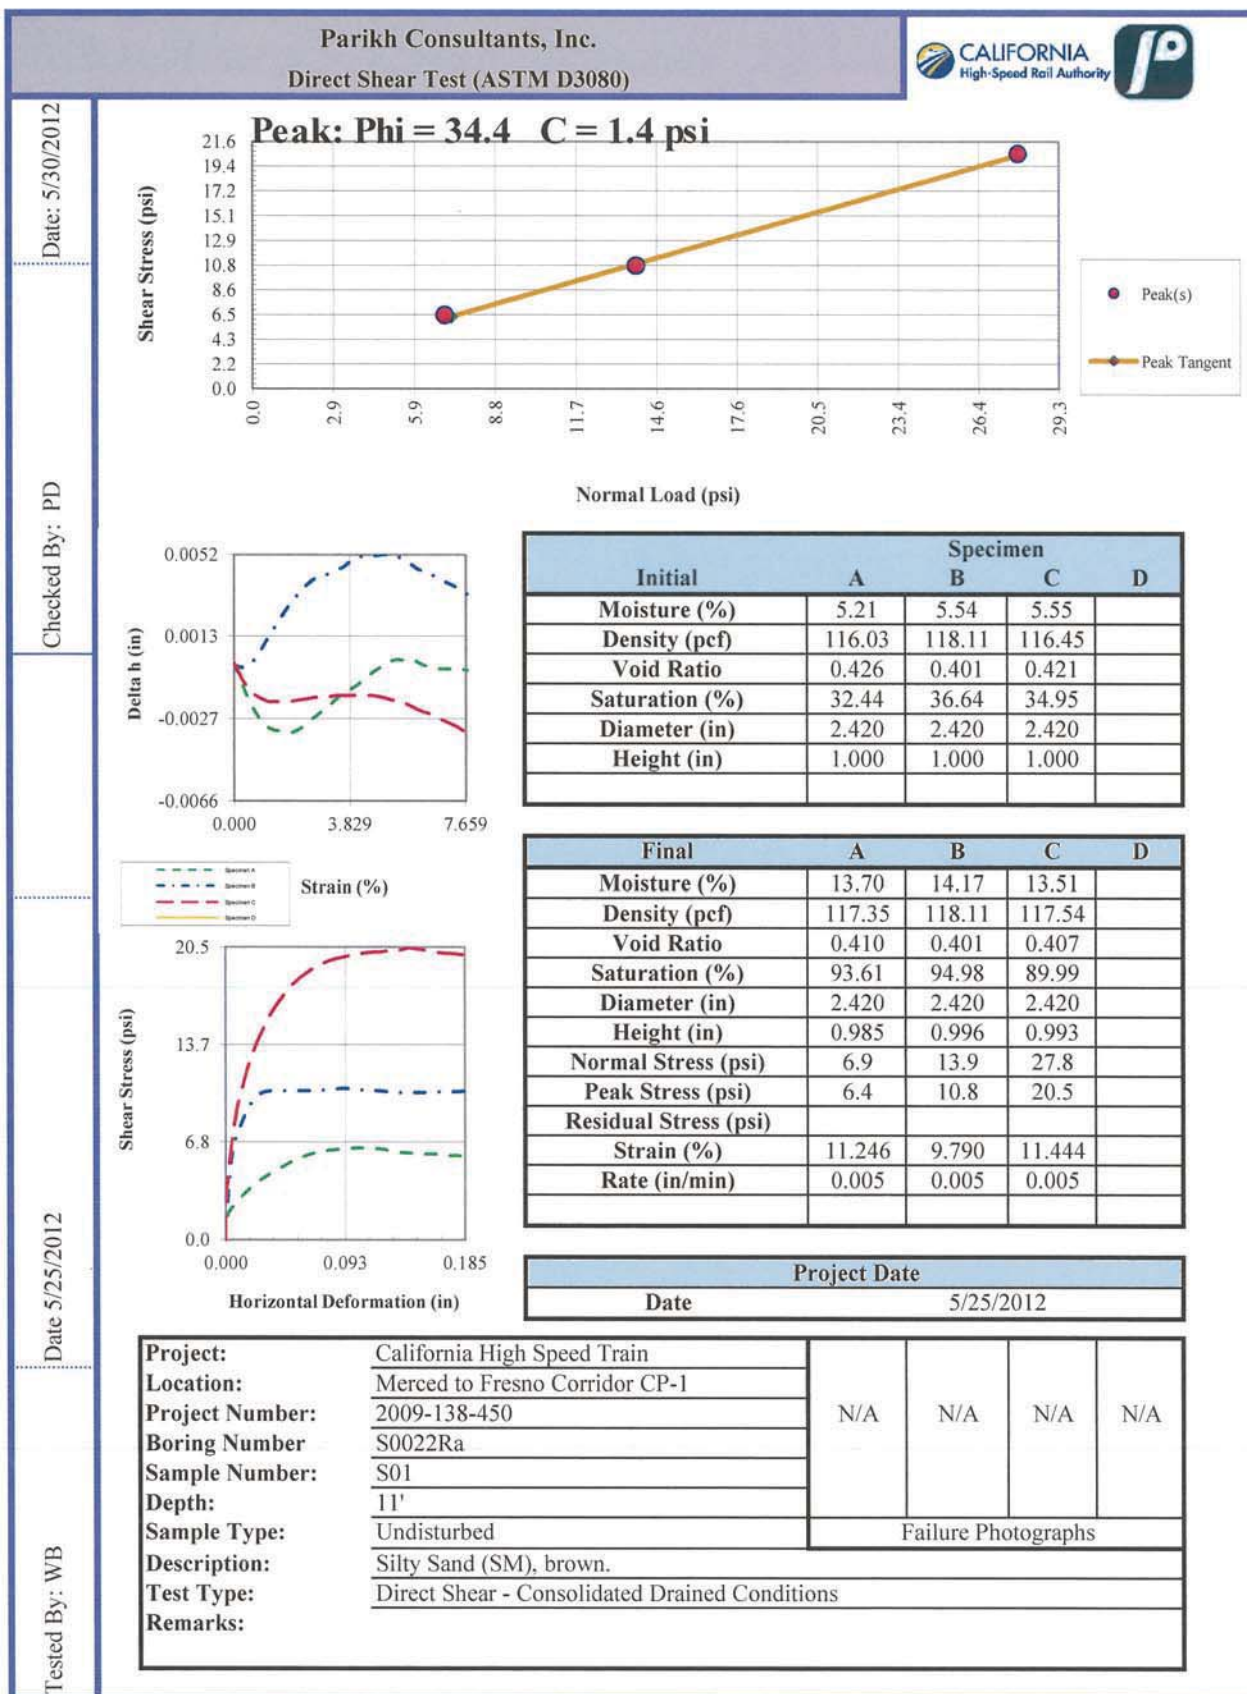 Parikh Consultants, Inc.
Direct Shear Test (ASTM D3080)
CALIFORNIA
High-Speed Rail Authority
Date: 5/30/2012
Checked By: PD
Date 5/25/2012
Tested By: WB
Peak: Phi = 34.4 C = 1.4 psi
Shear Stress (psi)
21.6
19.4
17.2
15.1
12.9
10.8
8.6
6.5
4.3
2.2
0.0
0.0 2.9 5.9 8.8 11.7 14.6 17.6 20.5 23.4 26.4 29.3
Normal Load (psi)
Peak(s)
Peak Tangent
Delta h (in)
0.0052
0.0013
-0.0027
-0.0066
0.000 3.829 7.659
Strain (%)
Specimen A
Specimen B
Specimen C
Specimen D
Shear Stress (psi)
20.5
13.7
6.8
0.0
0.000 0.093 0.185
Horizontal Deformation (in)
Specimen
Initial A B C D
Moisture (%) 5.21 5.54 5.55
Density (pcf) 116.03 118.11 116.45
Void Ratio 0.426 0.401 0.421
Saturation (%) 32.44 36.64 34.95
Diameter (in) 2.420 2.420 2.420
Height (in) 1.000 1.000 1.000
Final A B C D
Moisture (%) 13.70 14.17 13.51
Density (pcf) 117.35 118.11 117.54
Void Ratio 0.410 0.401 0.407
Saturation (%) 93.61 94.98 89.99
Diameter (in) 2.420 2.420 2.420
Height (in) 0.985 0.996 0.993
Normal Stress (psi) 6.9 13.9 27.8
Peak Stress (psi) 6.4 10.8 20.5
Residual Stress (psi)
Strain (%) 11.246 9.790 11.444
Rate (in/min) 0.005 0.005 0.005
Project Date
Date 5/25/2012
Project: California High Speed Train
Location: Merced to Fresno Corridor CP-1
Project Number: 2009-138-450
Boring Number S0022Ra
Sample Number: S01
Depth: 11'
Sample Type: Undisturbed
Description: Silty Sand (SM), brown.
Test Type: Direct Shear - Consolidated Drained Conditions
Remarks:
N/A N/A N/A N/A
Failure Photographs